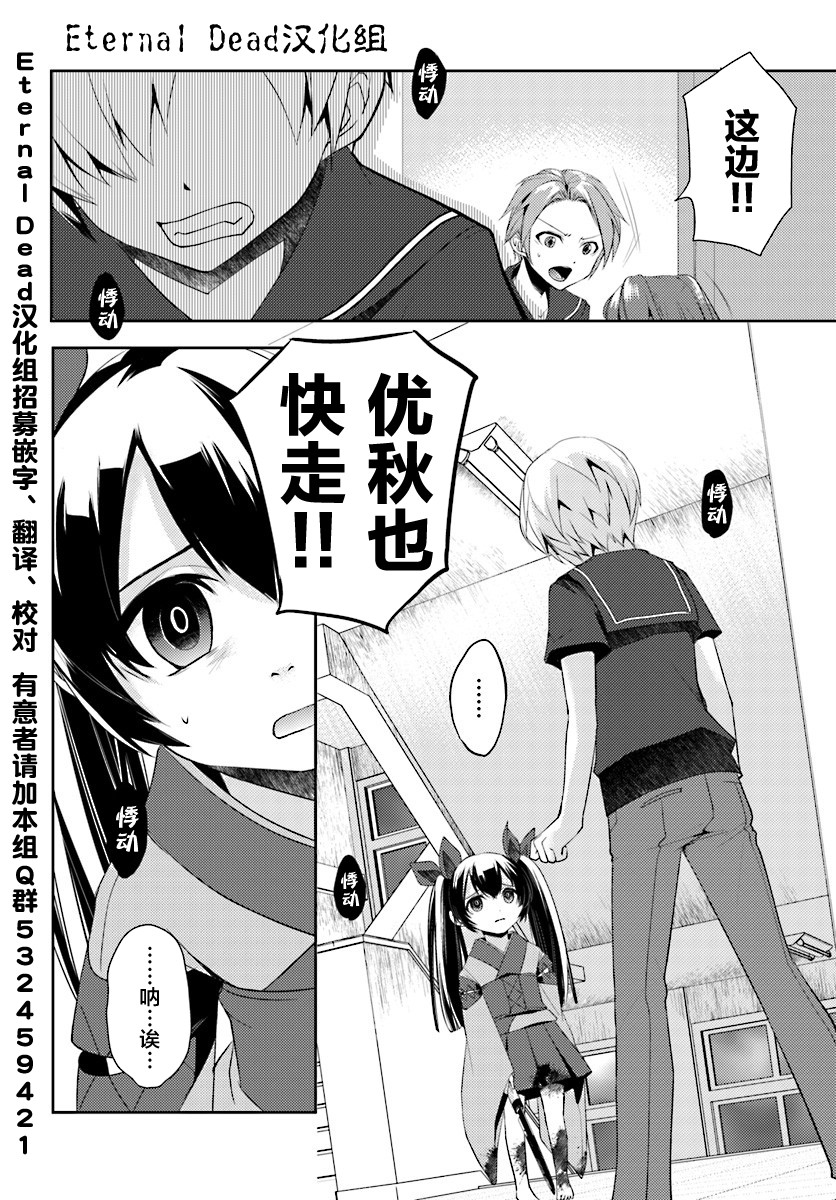 Eternal Dead汉化组
Eternal Dead汉化组招募嵌字、翻译、校对 有意者请加本组Q群532459421
这边!!
悸动
悸动
优秋也
快走!!
悸动
……
悸动
悸动
……呐诶…